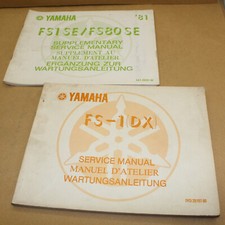 YAMAHA '81
FS1SE/FS80SE
SUPPLEMENTARY
SERVICE MANUAL
SUPPLEMENT AU
MANUEL D'ATELIER
ERGÄNZUNG ZUR
WARTUNGSANLEITUNG
YAMAHA
FS-1DX
SERVICE MANUAL
MANUEL D'ATELIER
WARTUNGSANLEITUNG